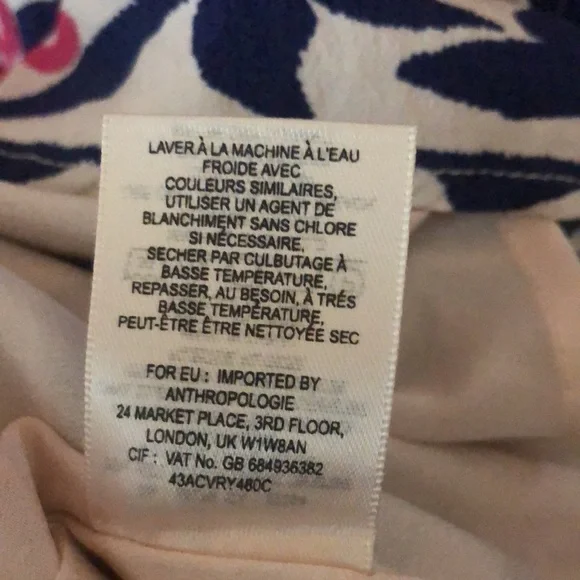 LAVER À LA MACHINE À L'EAU
FROIDE AVEC
COULEURS SIMILAIRES,
UTILISER UN AGENT DE
BLANCHIMENT SANS CHLORE
SI NÉCESSAIRE,
SECHER PAR CULBUTAGE À
BASSE TEMPÉRATURE,
REPASSER, AU BESOIN, À TRÉS
BASSE TEMPÉRATURE,
PEUT-ÊTRE ÊTRE NETTOYÉE SEC
FOR EU : IMPORTED BY
ANTHROPOLOGIE
24 MARKET PLACE, 3RD FLOOR,
LONDON, UK W1W8AN
CIF : VAT No. GB 684936382
43ACVRY480C